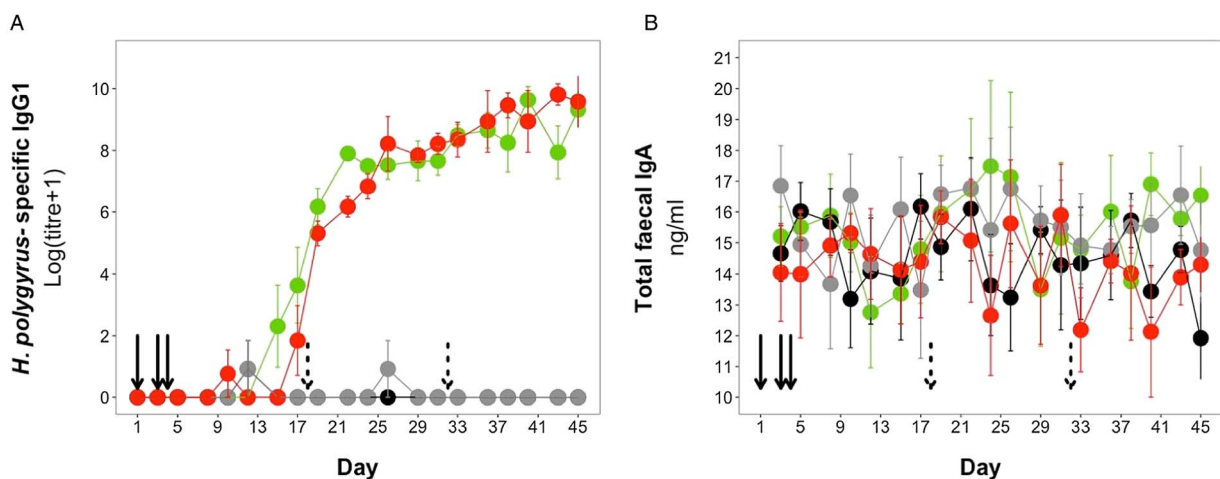 A
H. polygyrus- specific IgG1
Log(titre+1)
10
8
6
4
2
0
1 5 9 13 17 21 25 29 33 37 41 45
Day
B
Total faecal IgA
ng/ml
21
20
19
18
17
16
15
14
13
12
11
10
1 5 9 13 17 21 25 29 33 37 41 45
Day